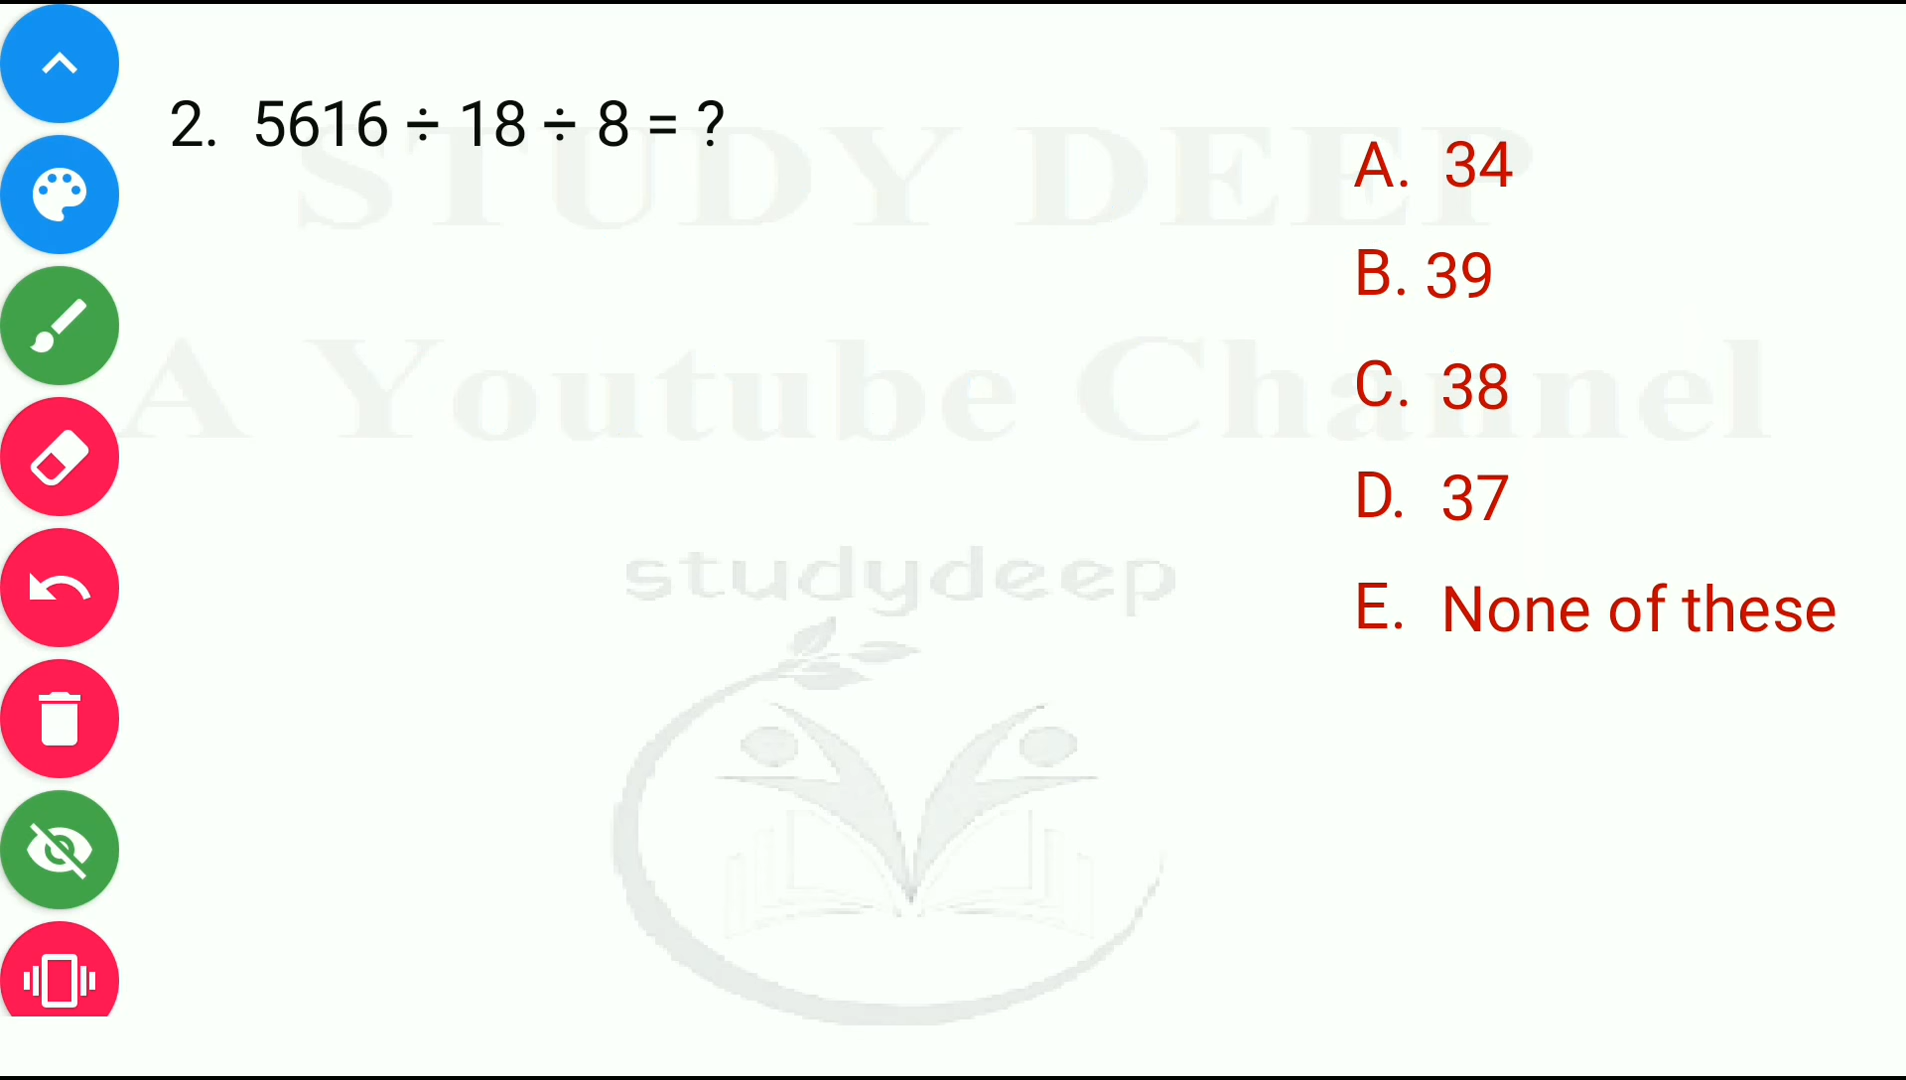 2. 5616 ÷ 18 ÷ 8 = ?
A. 34
B. 39
C. 38
D. 37
E. None of these
STUDY DEEP
A Youtube Channel
studydeep